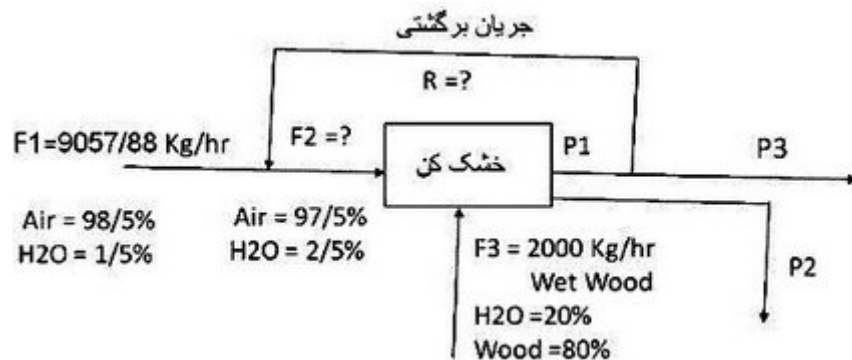 جریان برگشتی
R =?
F1=9057/88 Kg/hr
F2 =?
خشک کن
P1
P3
Air = 98/5%
H2O = 1/5%
Air = 97/5%
H2O = 2/5%
F3 = 2000 Kg/hr
Wet Wood
H2O=20%
Wood =80%
P2